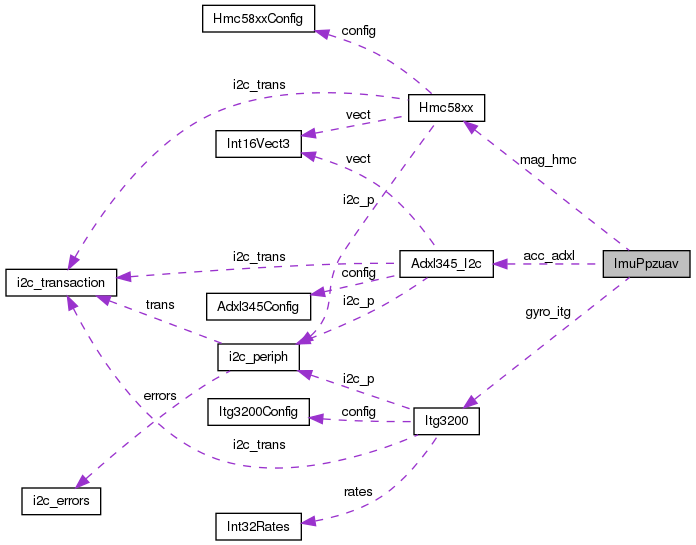 Hmc58xxConfig
config
i2c_trans
Hmc58xx
vect
Int16Vect3
vect
mag_hmc
i2c_p
i2c_trans
acc_adxl
Adxl345_I2c
ImuPpzuav
i2c_transaction
config
Adxl345Config
i2c_p
trans
gyro_itg
i2c_periph
i2c_p
errors
Itg3200Config
config
Itg3200
i2c_trans
rates
i2c_errors
Int32Rates